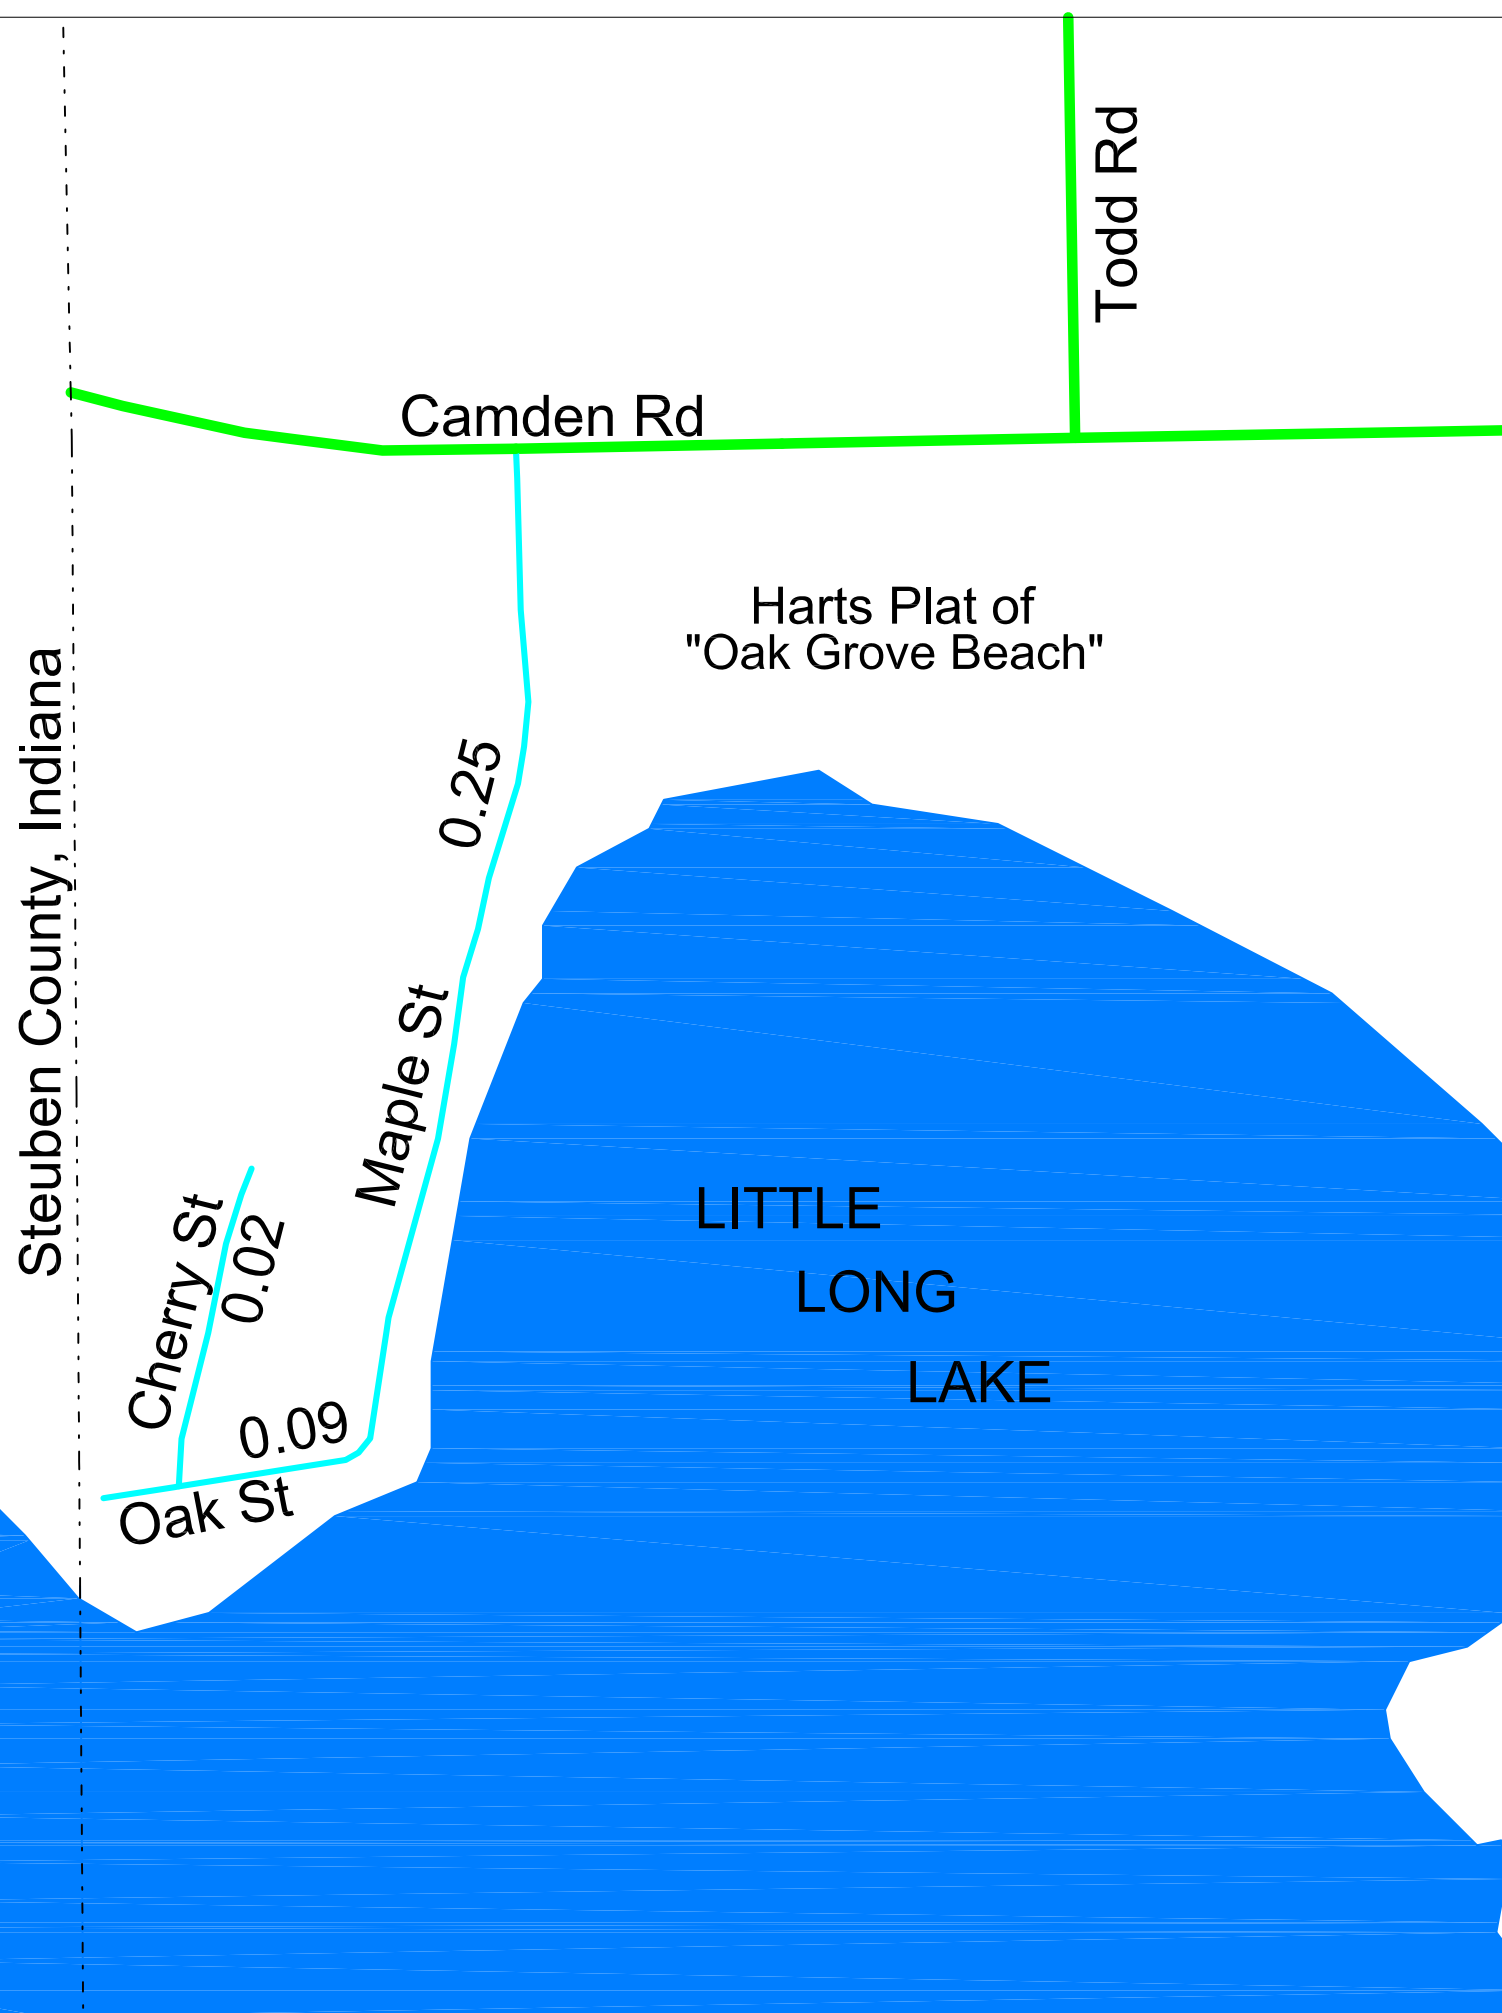 Todd Rd
Camden Rd
Harts Plat of
"Oak Grove Beach"
Steuben County, Indiana
0.25
Maple St
Cherry St
0.02
LITTLE
LONG
LAKE
0.09
Oak St